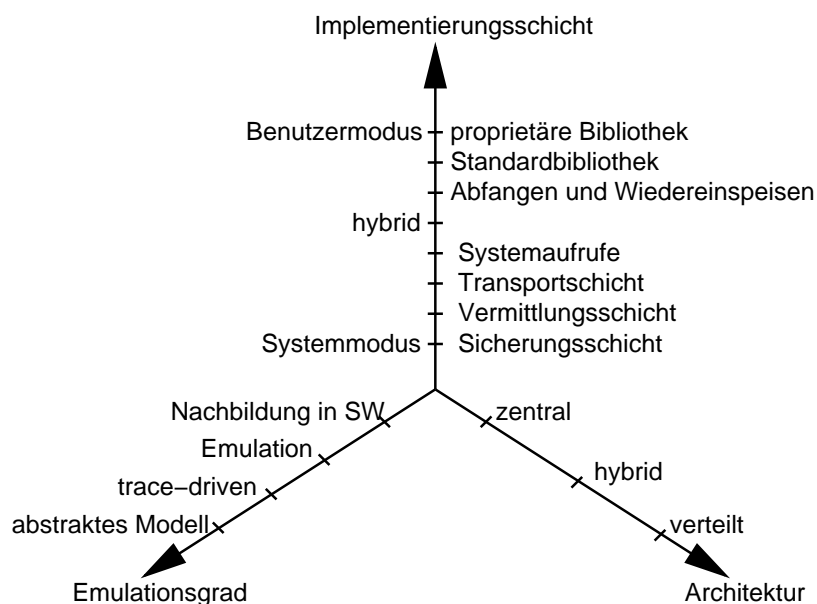 Implementierungsschicht
Benutzermodus proprietäre Bibliothek
Standardbibliothek
Abfangen und Wiedereinspeisen
hybrid
Systemaufrufe
Transportschicht
Vermittlungsschicht
Systemmodus Sicherungsschicht
Nachbildung in SW zentral
Emulation
hybrid
trace−driven
abstraktes Modell verteilt
Emulationsgrad Architektur